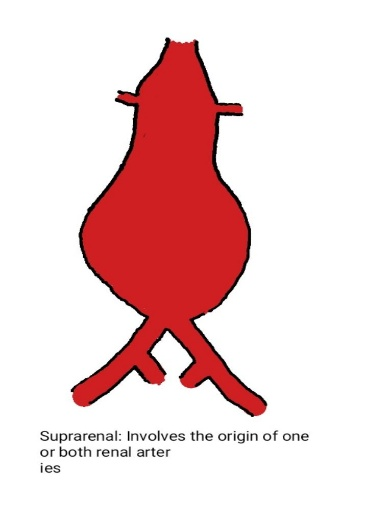 Suprarenal: Involves the origin of one
or both renal arter
ies